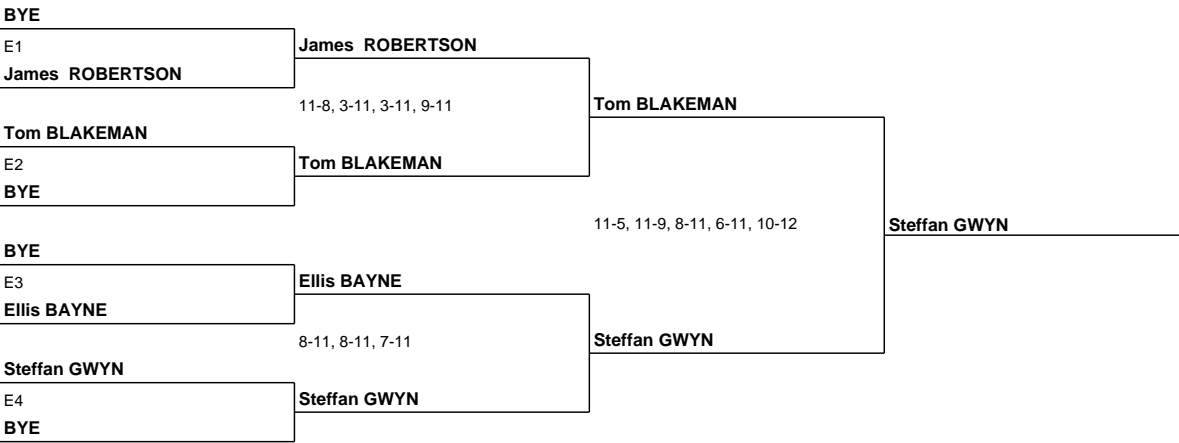 BYE
E1
James  ROBERTSON
James  ROBERTSON
11-8, 3-11, 3-11, 9-11
Tom BLAKEMAN
Tom BLAKEMAN
E2
Tom BLAKEMAN
BYE
11-5, 11-9, 8-11, 6-11, 10-12
Steffan GWYN
BYE
E3
Ellis BAYNE
Ellis BAYNE
8-11, 8-11, 7-11
Steffan GWYN
Steffan GWYN
E4
Steffan GWYN
BYE